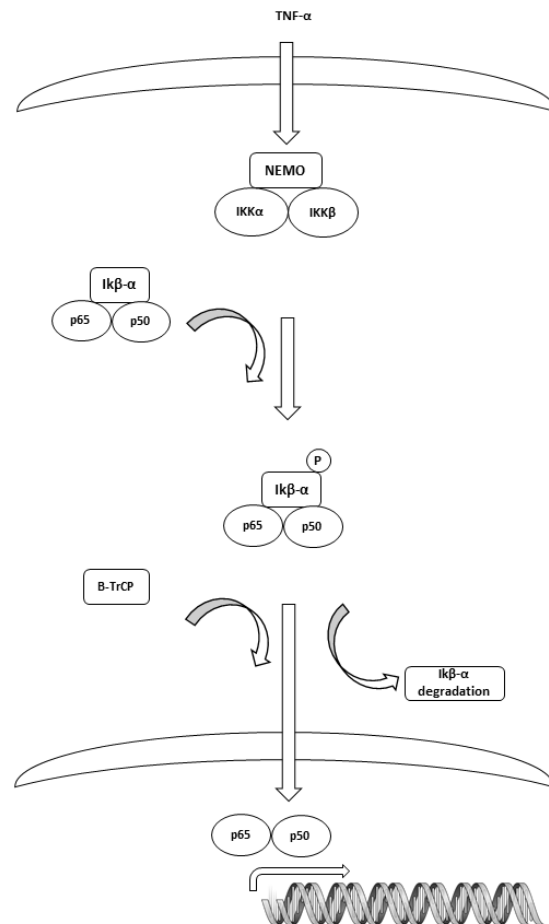 TNF-α
NEMO
IKKα
IKKβ
Ikβ-α
p65
p50
P
Ikβ-α
p65
p50
B-TrCP
Ikβ-α
degradation
p65
p50